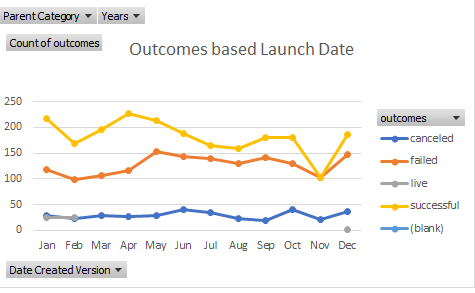 Parent Category Years
Count of outcomes
Outcomes based Launch Date
250
200
150
100
50
0
Jan Feb Mar Apr May Jun Jul Aug Sep Oct Nov Dec
outcomes
canceled
failed
live
successful
(blank)
Date Created Version